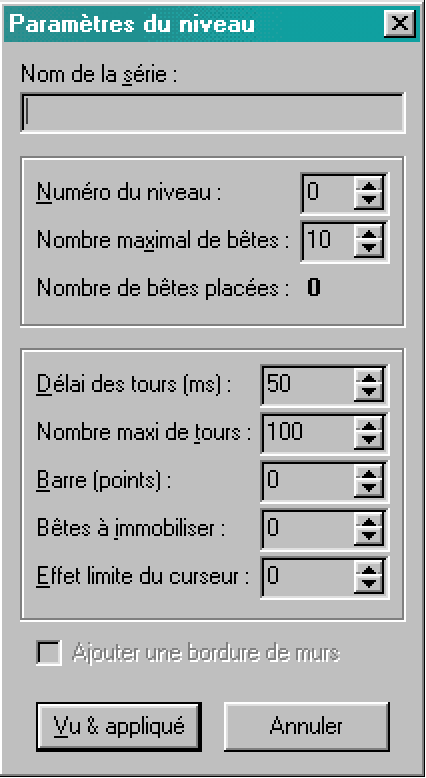 Paramètres du niveau
Nom de la série :
Numéro du niveau : 0
Nombre maximal de bêtes : 10
Nombre de bêtes placées : 0
Délai des tours (ms) : 50
Nombre maxi de tours : 100
Barre (points) : 0
Bêtes à immobiliser : 0
Effet limite du curseur : 0
Ajouter une bordure de murs
Vu & appliqué Annuler